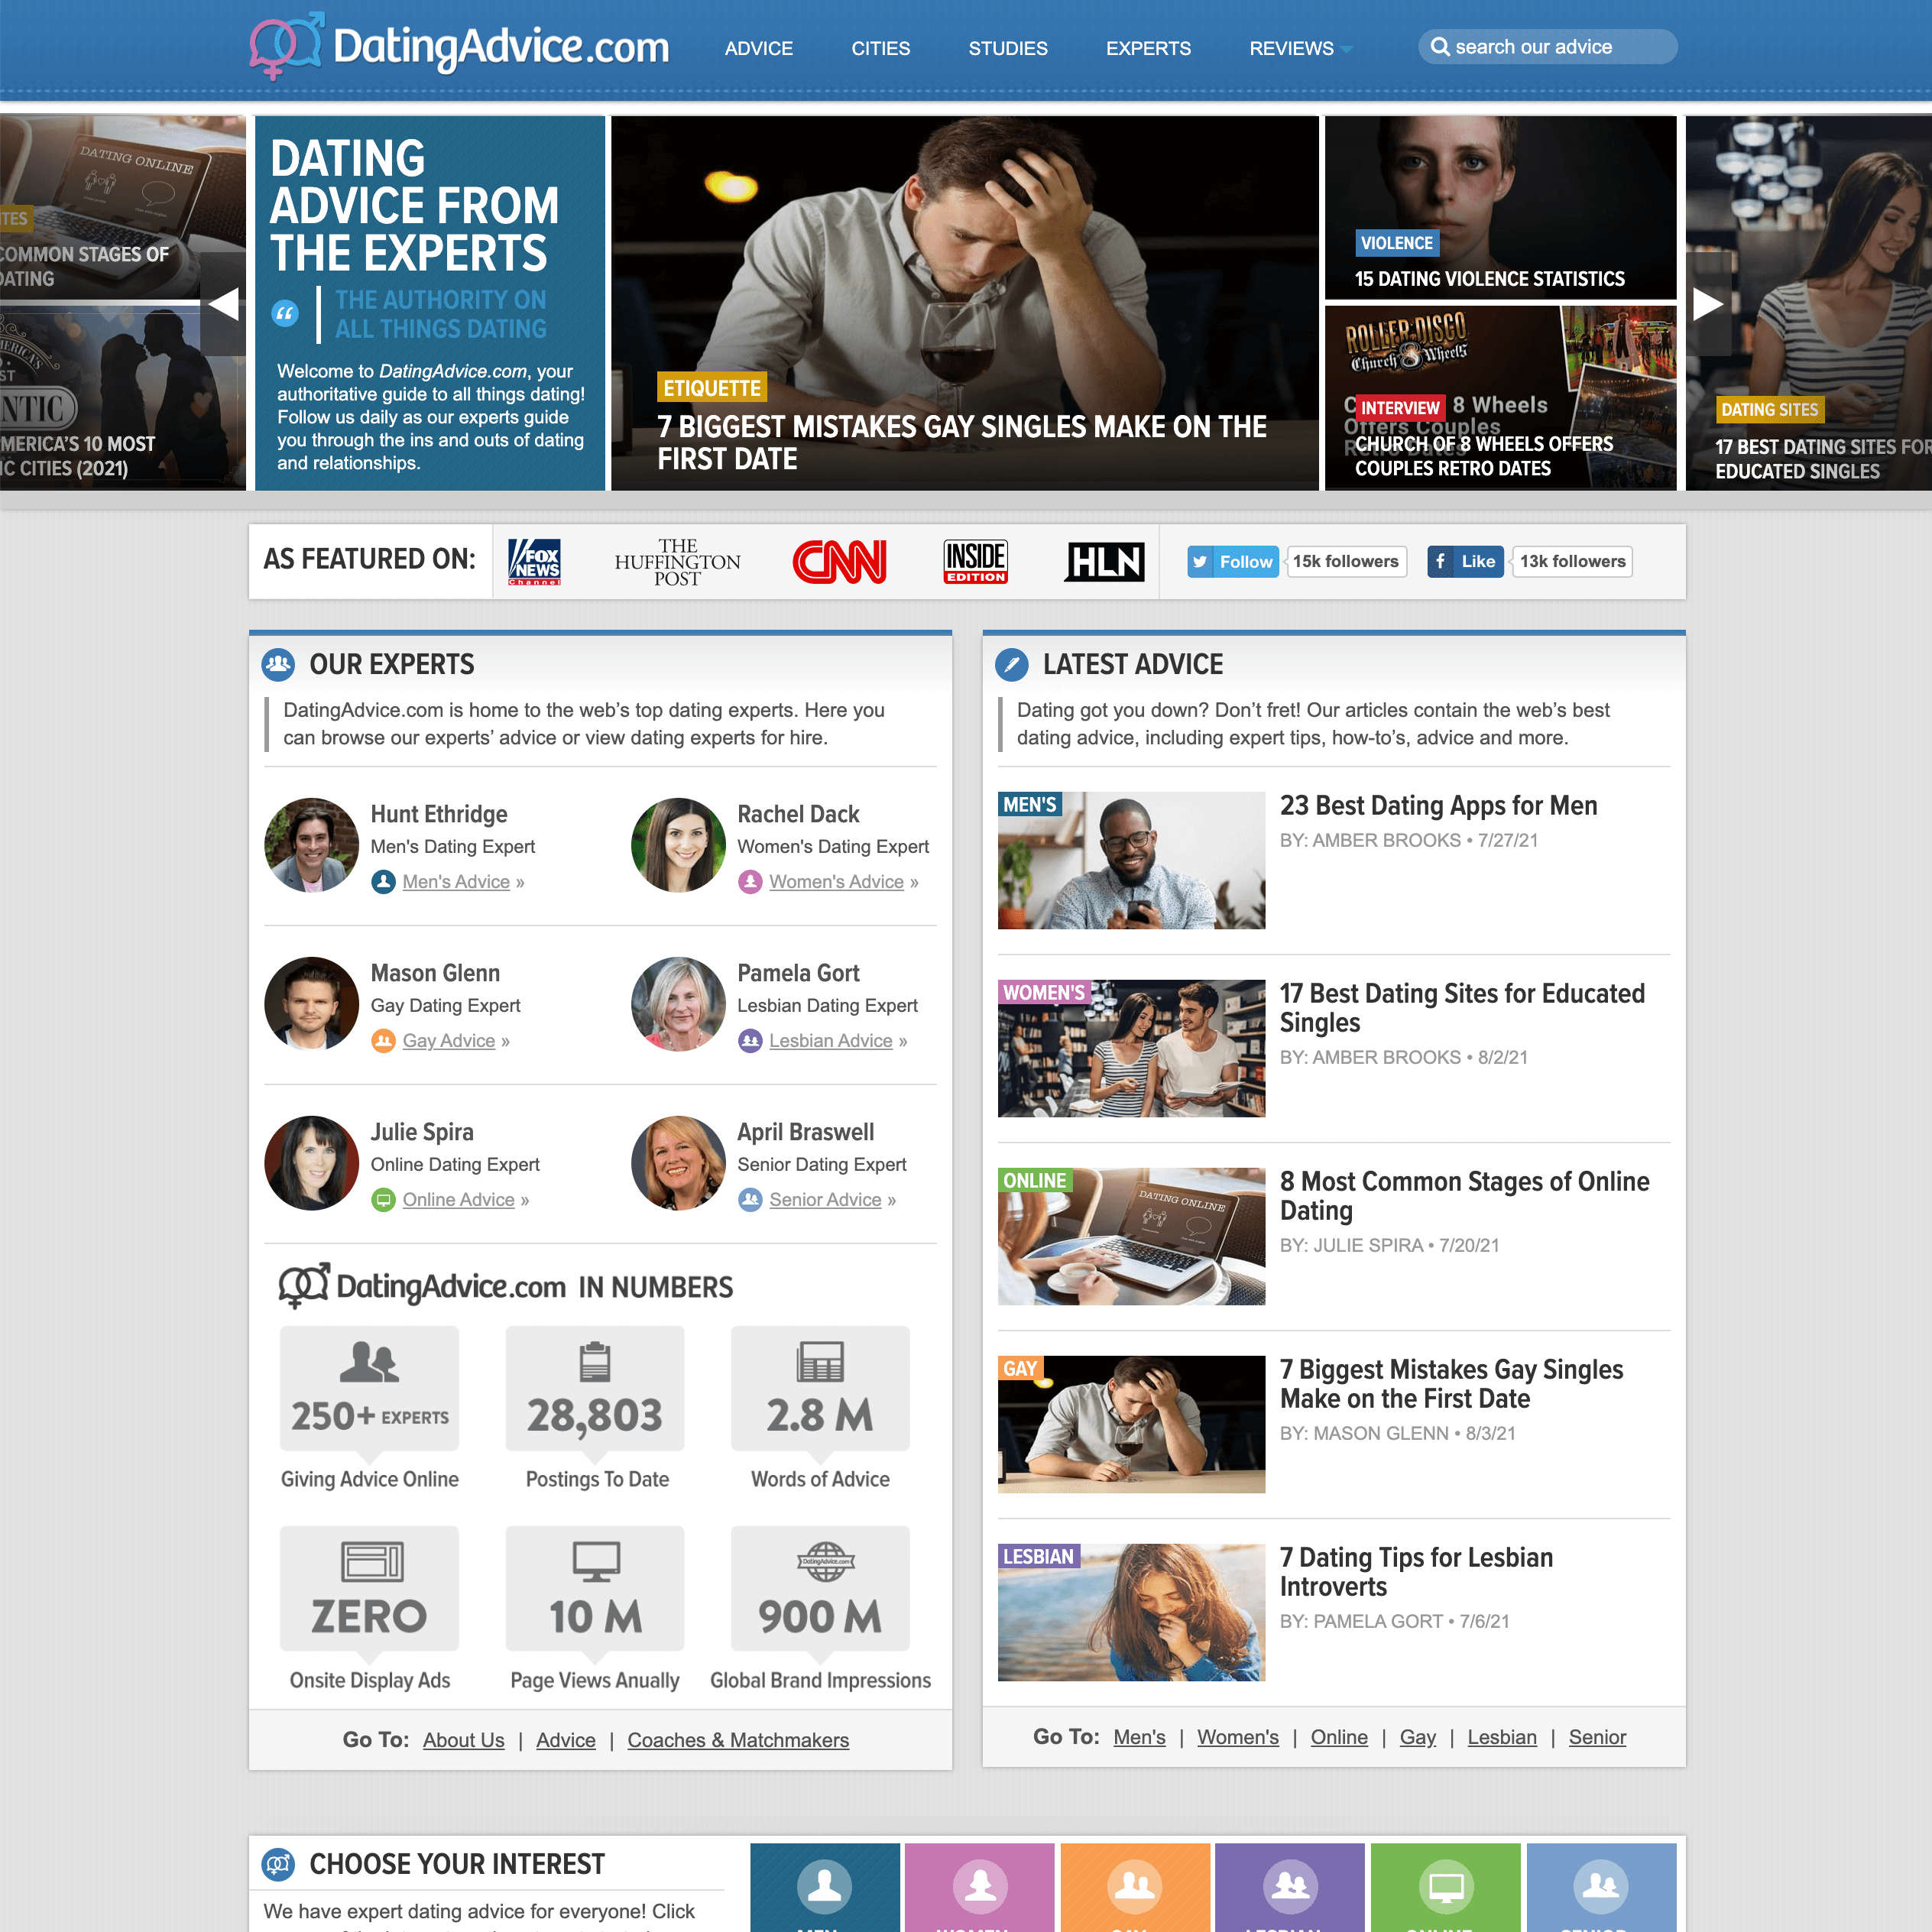 DatingAdvice.com
ADVICE
CITIES
STUDIES
EXPERTS
REVIEWS
search our advice
DATING ONLINE
COMMON STAGES OF
DATING
MERICA'S 10 MOST
IC CITIES (2021)
DATING
ADVICE FROM
THE EXPERTS
THE AUTHORITY ON
ALL THINGS DATING
Welcome to DatingAdvice.com, your
authoritative guide to all things dating!
Follow us daily as our experts guide
you through the ins and outs of dating
and relationships.
ETIQUETTE
7 BIGGEST MISTAKES GAY SINGLES MAKE ON THE
FIRST DATE
VIOLENCE
15 DATING VIOLENCE STATISTICS
ROLLER DISCO
Church 8 Wheels
INTERVIEW
8 Wheels
Offers Couples
Retro Dates
CHURCH OF 8 WHEELS OFFERS
COUPLES RETRO DATES
DATING SITES
17 BEST DATING SITES FOR
EDUCATED SINGLES
AS FEATURED ON:
FOX
NEWS
Channel
THE
HUFFINGTON
POST
CNN
INSIDE
EDITION
HLN
Follow
15k followers
Like
13k followers
OUR EXPERTS
DatingAdvice.com is home to the web's top dating experts. Here you
can browse our experts' advice or view dating experts for hire.
Hunt Ethridge
Men's Dating Expert
Men's Advice »
Rachel Dack
Women's Dating Expert
Women's Advice »
Mason Glenn
Gay Dating Expert
Gay Advice »
Pamela Gort
Lesbian Dating Expert
Lesbian Advice »
Julie Spira
Online Dating Expert
Online Advice »
April Braswell
Senior Dating Expert
Senior Advice »
DatingAdvice.com IN NUMBERS
250+ EXPERTS
Giving Advice Online
28,803
Postings To Date
2.8 M
Words of Advice
ZERO
Onsite Display Ads
10 M
Page Views Anually
DatingAdvice.com
900 M
Global Brand Impressions
Go To: About Us | Advice | Coaches & Matchmakers
LATEST ADVICE
Dating got you down? Don't fret! Our articles contain the web's best
dating advice, including expert tips, how-to's, advice and more.
MEN'S
23 Best Dating Apps for Men
BY: AMBER BROOKS • 7/27/21
WOMEN'S
17 Best Dating Sites for Educated
Singles
BY: AMBER BROOKS • 8/2/21
ONLINE
DATING ONLINE
8 Most Common Stages of Online
Dating
BY: JULIE SPIRA • 7/20/21
GAY
7 Biggest Mistakes Gay Singles
Make on the First Date
BY: MASON GLENN • 8/3/21
LESBIAN
7 Dating Tips for Lesbian
Introverts
BY: PAMELA GORT • 7/6/21
Go To: Men's | Women's | Online | Gay | Lesbian | Senior
CHOOSE YOUR INTEREST
We have expert dating advice for everyone! Click